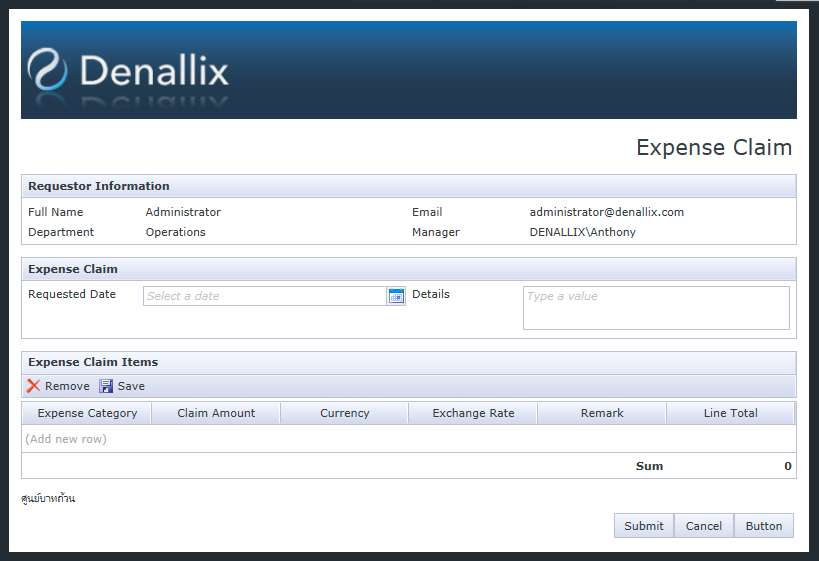 Denallix
Expense Claim
Requestor Information
Full Name Administrator Email administrator@denallix.com
Department Operations Manager DENALLIX\Anthony
Expense Claim
Requested Date Select a date Details Type a value
Expense Claim Items
Remove Save
Expense Category Claim Amount Currency Exchange Rate Remark Line Total
(Add new row)
Sum 0
ศูนย์บาทถ้วน
Submit Cancel Button